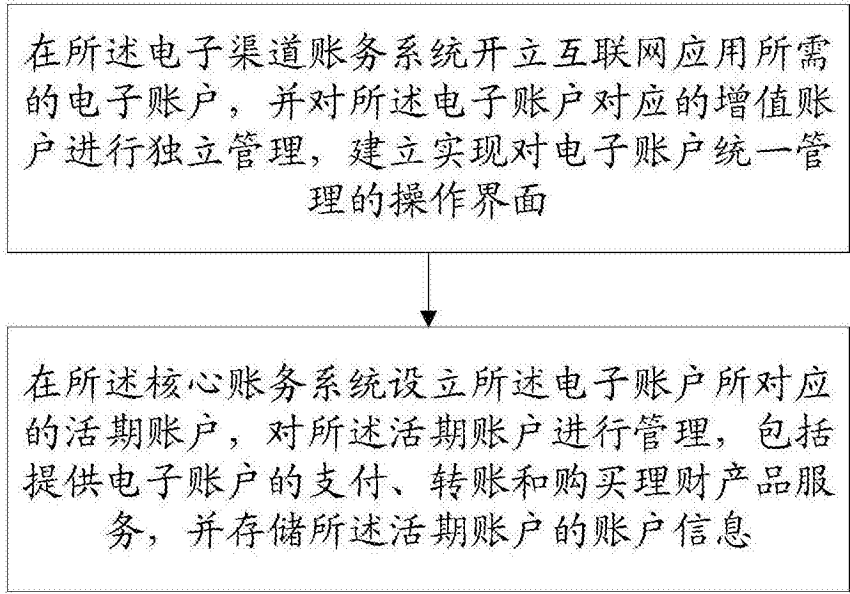 在所述电子渠道账务系统开立互联网应用所需
的电子账户，并对所述电子账户对应的增值账
户进行独立管理，建立实现对电子账户统一管
理的操作界面
在所述核心账务系统设立所述电子账户所对应
的活期账户，对所述活期账户进行管理，包括
提供电子账户的支付、转账和购买理财产品服
务，并存储所述活期账户的账户信息